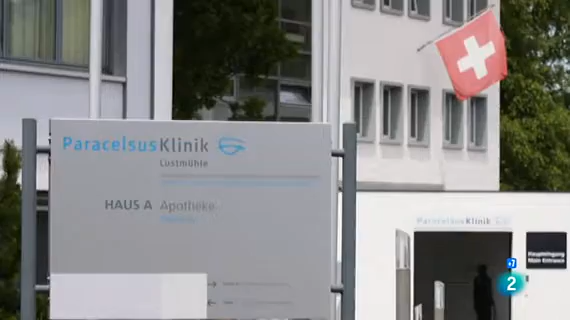 ParacelsusKlinik
Lustmühle
HAUS A Apotheke
ParacelsusKlinik
Haupteingang
Main Entrance
2